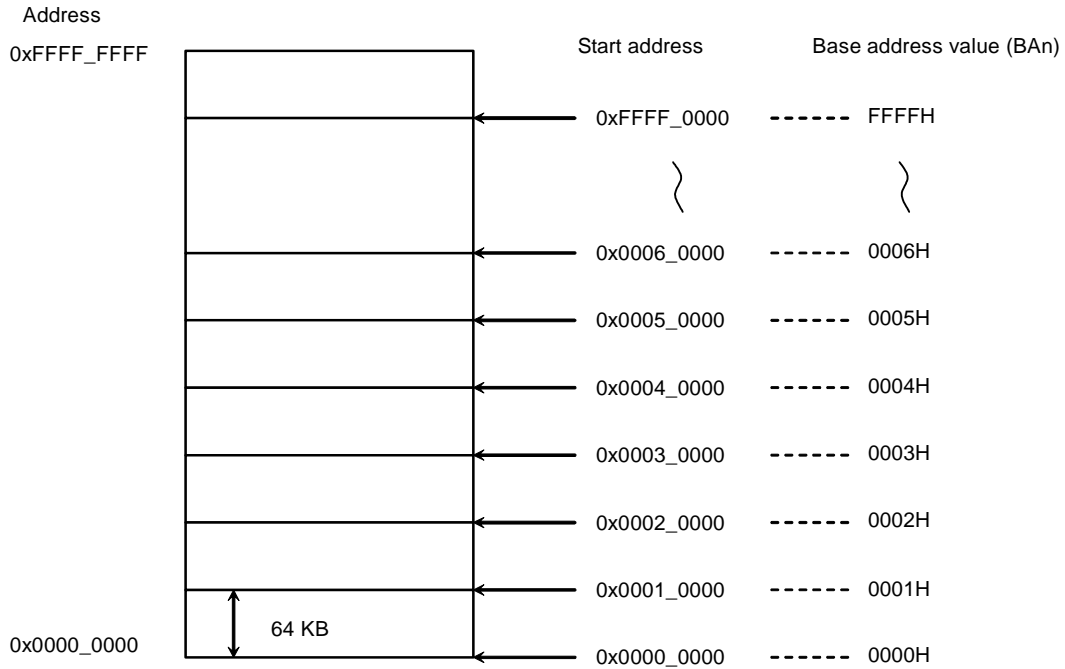 Address
0xFFFF_FFFF
Start address Base address value (BAn)
0xFFFF_0000 FFFFH
0x0006_0000 0006H
0x0005_0000 0005H
0x0004_0000 0004H
0x0003_0000 0003H
0x0002_0000 0002H
0x0001_0000 0001H
64 KB
0x0000_0000
0x0000_0000 0000H